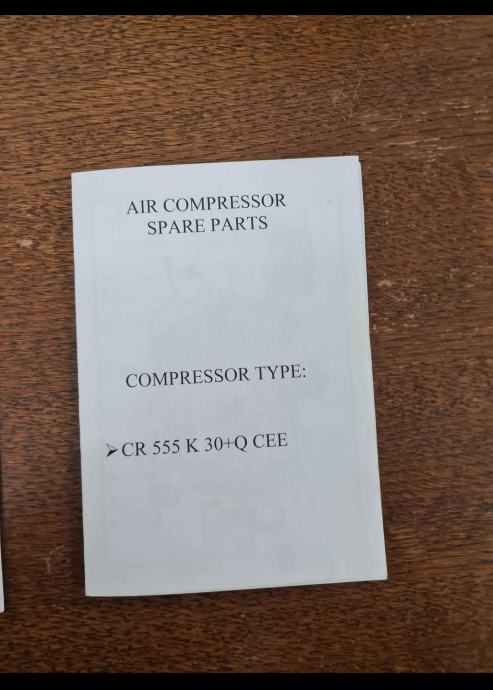 AIR COMPRESSOR
SPARE PARTS
COMPRESSOR TYPE:
➢ CR 555 K 30+Q CEE